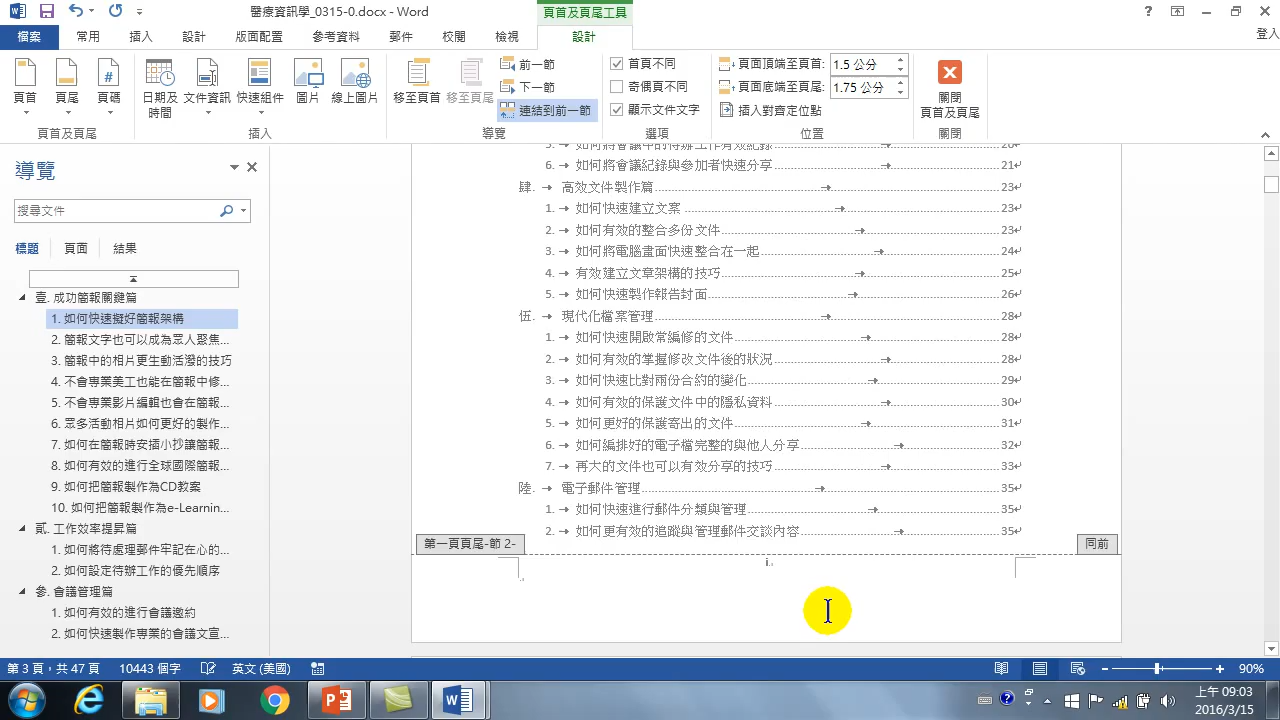 醫療資訊學_0315-0.docx - Word
頁首及頁尾工具
?
檔案 常用 插入 設計 版面配置 參考資料 郵件 校閱 檢視 設計 登入
頁首 頁尾 頁碼
頁首及頁尾
日期及時間 文件資訊 快速組件 圖片 線上圖片
插入
移至頁首 移至頁尾
前一節
下一節
連結到前一節
導覽
首頁不同
奇偶頁不同
顯示文件文字
選項
頁面頂端至頁首: 1.5 公分
頁面底端至頁尾: 1.75 公分
插入對齊定位點
位置
關閉
頁首及頁尾
關閉
導覽
搜尋文件
標題 頁面 結果
壹. 成功簡報關鍵篇
1. 如何快速擬好簡報架構
2. 簡報文字也可以成為眾人聚焦...
3. 簡報中的相片更生動活潑的技巧
4. 不會專業美工也能在簡報中修...
5. 不會專業影片編輯也會在簡報...
6. 眾多活動相片如何更好的製作...
7. 如何在簡報時安插小抄讓簡報...
8. 如何有效的進行全球國際簡報...
9. 如何把簡報製作為CD教案
10. 如何把簡報製作為e-Learnin...
貳. 工作效率提昇篇
1. 如何將待處理郵件牢記在心的...
2. 如何設定待辦工作的優先順序
參. 會議管理篇
1. 如何有效的進行會議邀約
2. 如何快速製作專業的會議文宣...
5. → 如何將會議中的待辦工作有效紀錄 → 20
6. → 如何將會議紀錄與參加者快速分享 → 21
肆. → 高效文件製作篇 → 23
1. → 如何快速建立文案 → 23
2. → 如何有效的整合多份文件 → 23
3. → 如何將電腦畫面快速整合在一起 → 24
4. → 有效建立文章架構的技巧 → 25
5. → 如何快速製作報告封面 → 26
伍. → 現代化檔案管理 → 28
1. → 如何快速開啟常編修的文件 → 28
2. → 如何有效的掌握修改文件後的狀況 → 28
3. → 如何快速比對兩份合約的變化 → 29
4. → 如何有效的保護文件中的隱私資料 → 30
5. → 如何更好的保護寄出的文件 → 31
6. → 如何編排好的電子檔完整的與他人分享 → 32
7. → 再大的文件也可以有效分享的技巧 → 33
陸. → 電子郵件管理 → 35
1. → 如何快速進行郵件分類與管理 → 35
2. → 如何更有效的追蹤與管理郵件交談內容 → 35
第一頁頁尾-節 2-
同前
i
第 3 頁，共 47 頁 10443 個字 英文 (美國) 90%
上午 09:03
2016/3/15